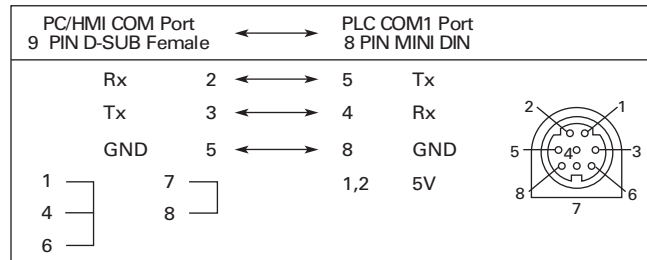 PC/HMI COM Port PLC COM1 Port
9 PIN D-SUB Female 8 PIN MINI DIN
Rx 2 5 Tx
Tx 3 4 Rx
GND 5 8 GND
1 7 1,2 5V
4 8
6
2 1
5 4 3
8 6
7